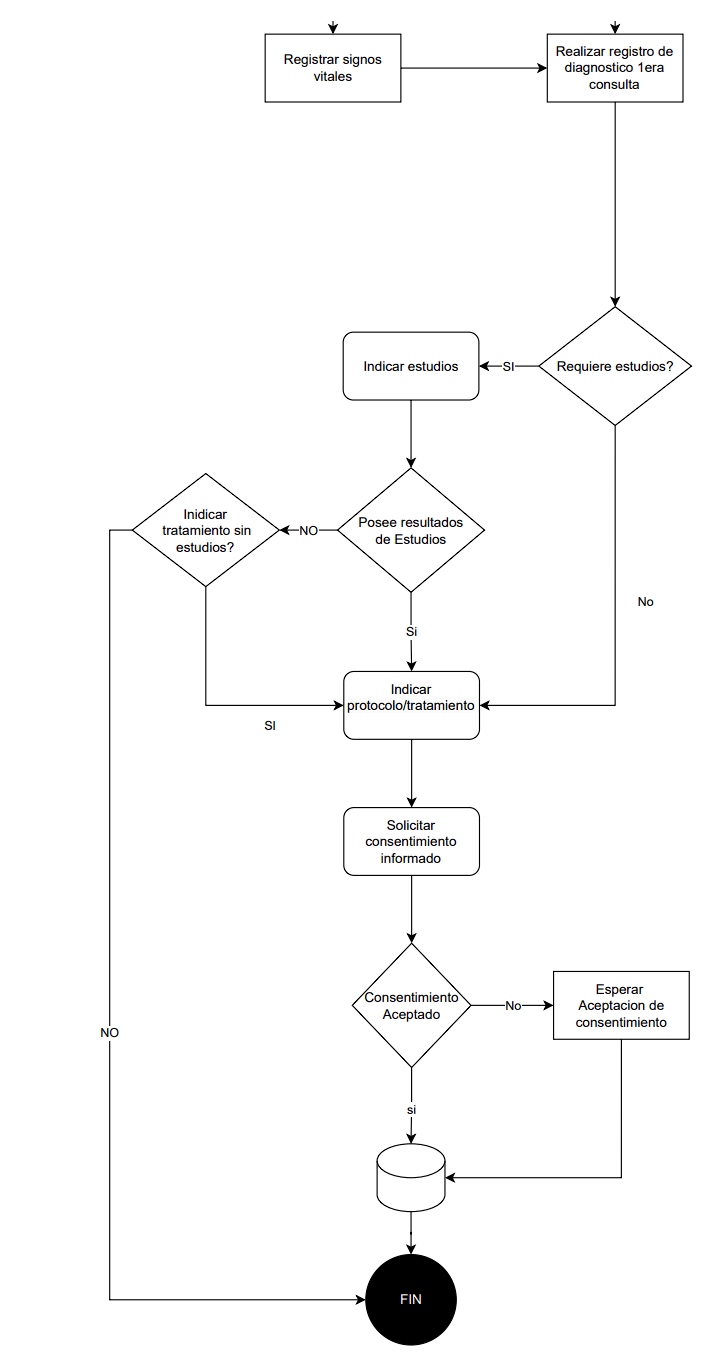 Registrar signos
vitales
Realizar registro de
diagnostico 1era
consulta
Indicar estudios
SI
Requiere estudios?
Inidicar
tratamiento sin
estudios?
NO
Posee resultados
de Estudios
No
Si
Indicar
protocolo/tratamiento
SI
Solicitar
consentimiento
informado
Consentimiento
Aceptado
No
Esperar
Aceptacion de
consentimiento
NO
si
FIN